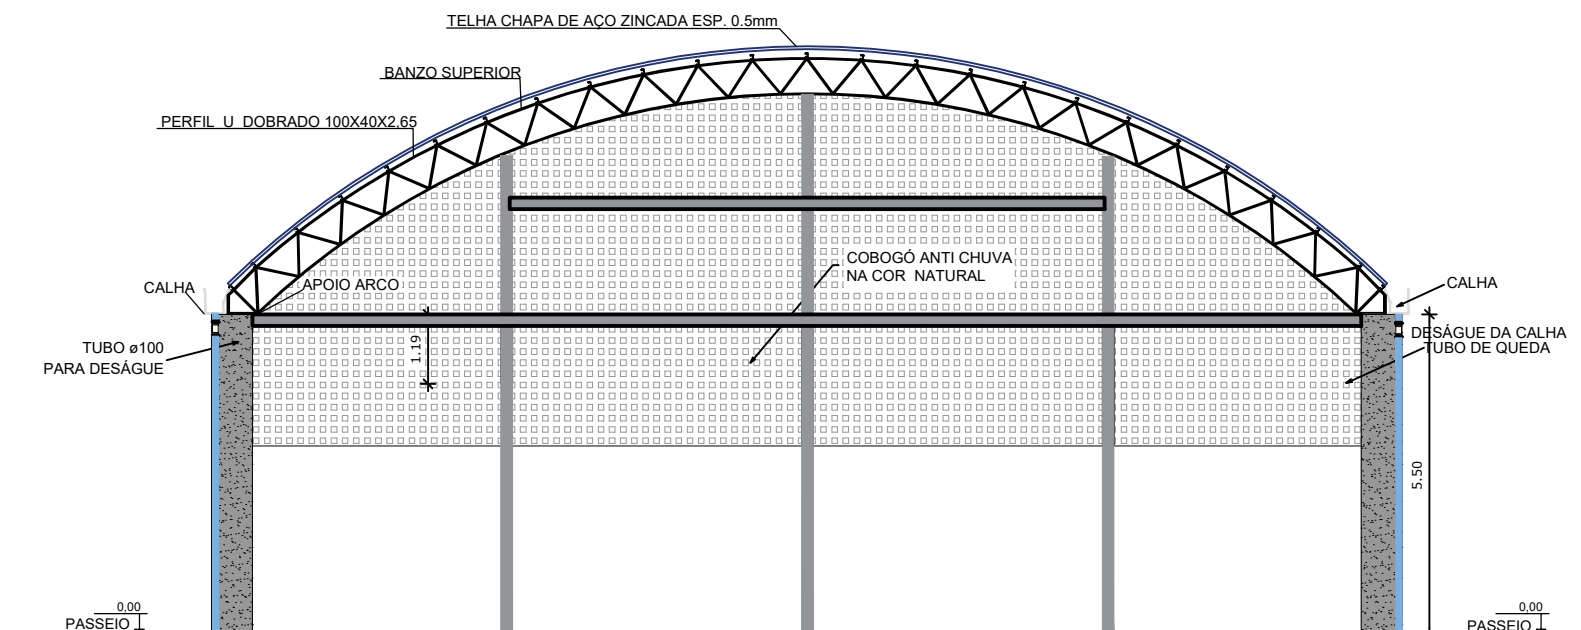 TELHA CHAPA DE AÇO ZINCADA ESP. 0.5mm
BANZO SUPERIOR
PERFIL U DOBRADO 100X40X2,65
COBOGÓ ANTI CHUVA
NA COR NATURAL
CALHA
APOIO ARCO
CALHA
TUBO ø100
PARA DESÁGUE
1.19
DESÁGUE DA CALHA
TUBO DE QUEDA
5.50
0,00
PASSEIO
0,00
PASSEIO